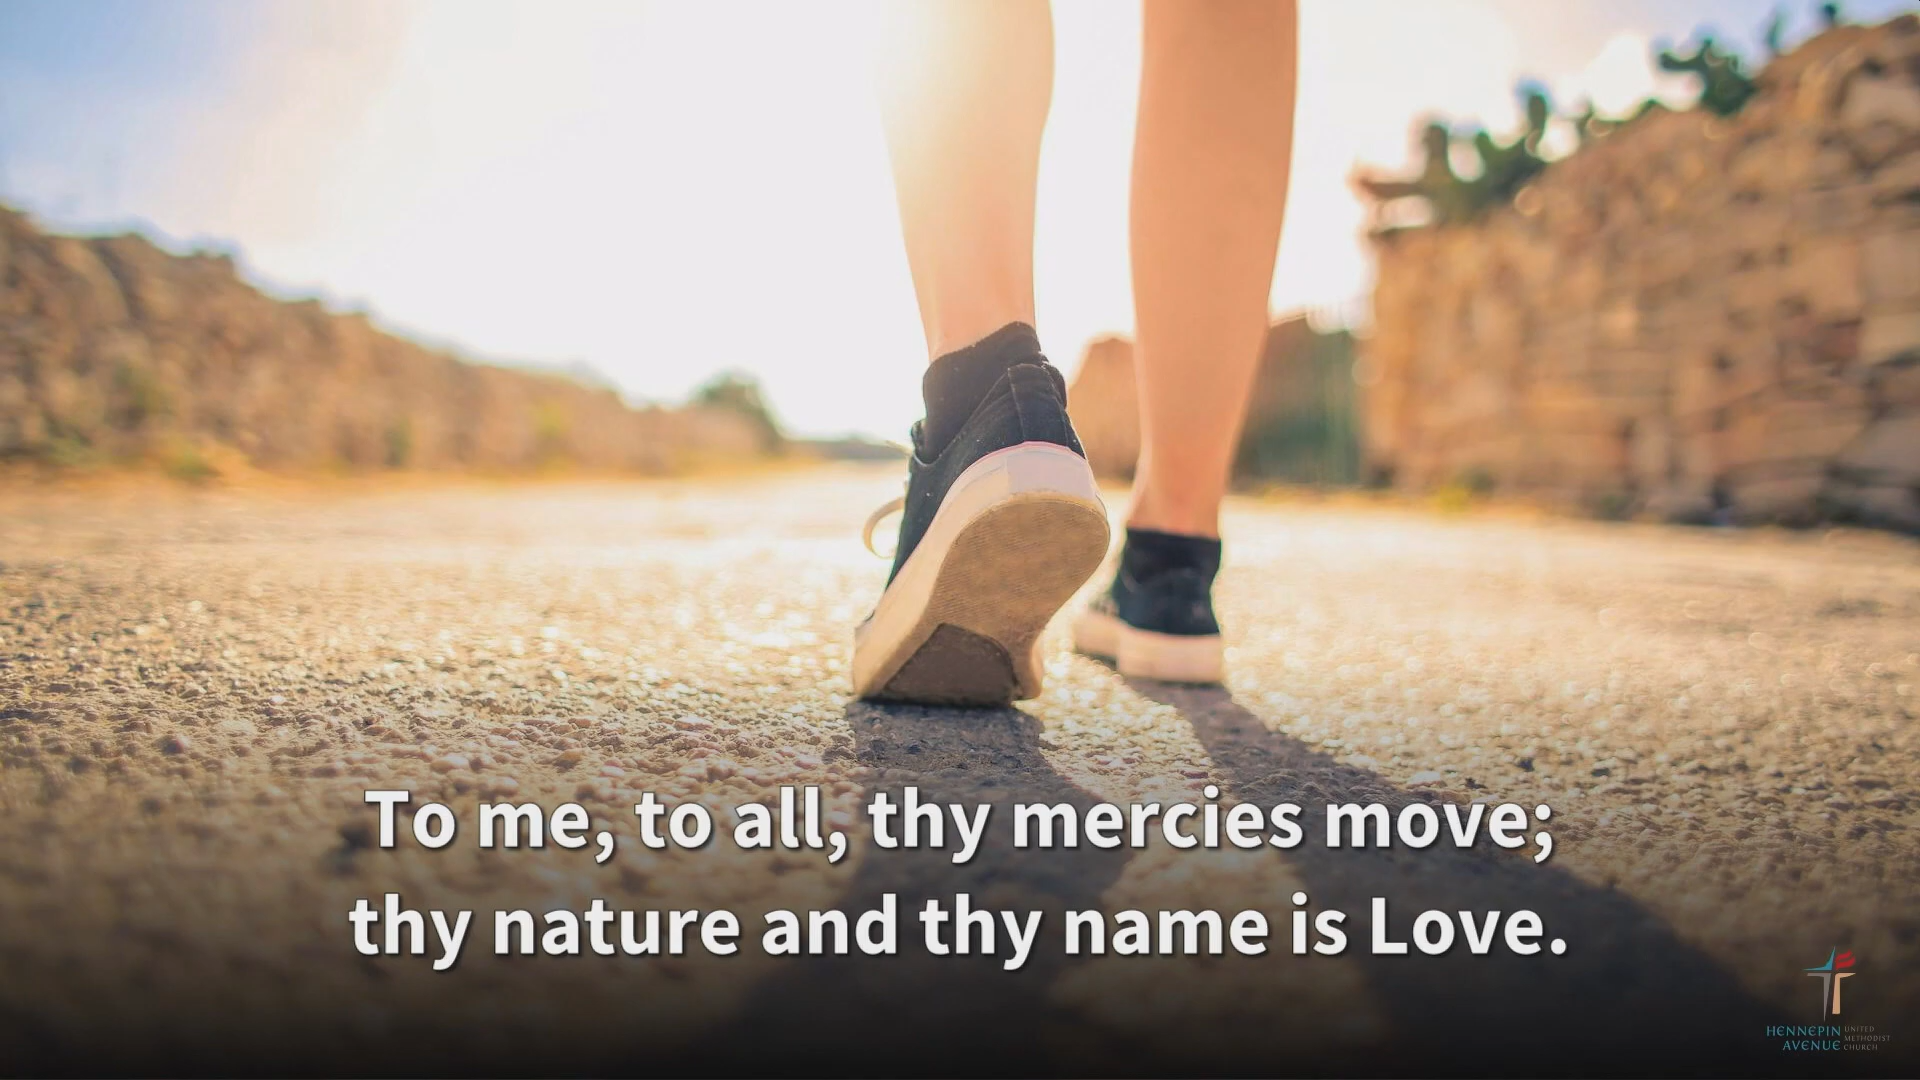 To me, to all, thy mercies move;
thy nature and thy name is Love.
HENNEPIN UNITED
AVENUE METHODIST
CHURCH